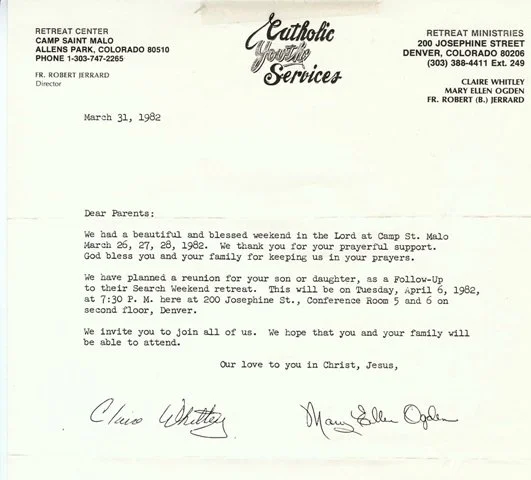 RETREAT CENTER
CAMP SAINT MALO
ALLENS PARK, COLORADO 80510
PHONE 1-303-747-2265
FR. ROBERT JERRARD
Director
Catholic
Youth
Services
RETREAT MINISTRIES
200 JOSEPHINE STREET
DENVER, COLORADO 80206
(303) 388-4411 Ext. 249
CLAIRE WHITLEY
MARY ELLEN OGDEN
FR. ROBERT (B.) JERRARD
March 31, 1982
Dear Parents:
We had a beautiful and blessed weekend in the Lord at Camp St. Malo
March 26, 27, 28, 1982. We thank you for your prayerful support.
God bless you and your family for keeping us in your prayers.
We have planned a reunion for your son or daughter, as a Follow-Up
to their Search Weekend retreat. This will be on Tuesday, April 6, 1982,
at 7:30 P. M. here at 200 Josephine St., Conference Room 5 and 6 on
second floor, Denver.
We invite you to join all of us. We hope that you and your family will
be able to attend.
Our love to you in Christ, Jesus,
Claire Whitley
Mary Ellen Ogden